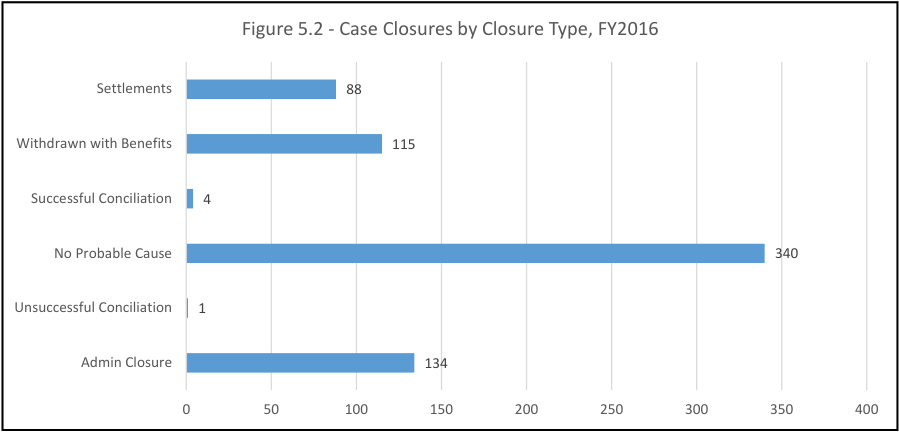 Figure 5.2 - Case Closures by Closure Type, FY2016
Settlements 88
Withdrawn with Benefits 115
Successful Conciliation 4
No Probable Cause 340
Unsuccessful Conciliation 1
Admin Closure 134
0 50 100 150 200 250 300 350 400